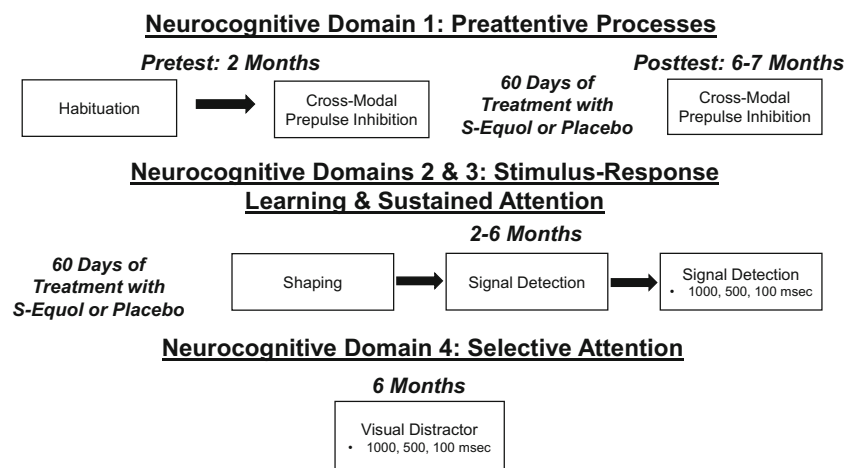 Neurocognitive Domain 1: Preattentive Processes
Pretest: 2 Months
Habituation
Cross-Modal
Prepulse Inhibition
60 Days of
Treatment with
S-Equol or Placebo
Posttest: 6-7 Months
Cross-Modal
Prepulse Inhibition
Neurocognitive Domains 2 & 3: Stimulus-Response
Learning & Sustained Attention
2-6 Months
60 Days of
Treatment with
S-Equol or Placebo
Shaping
Signal Detection
Signal Detection
• 1000, 500, 100 msec
Neurocognitive Domain 4: Selective Attention
6 Months
Visual Distractor
• 1000, 500, 100 msec